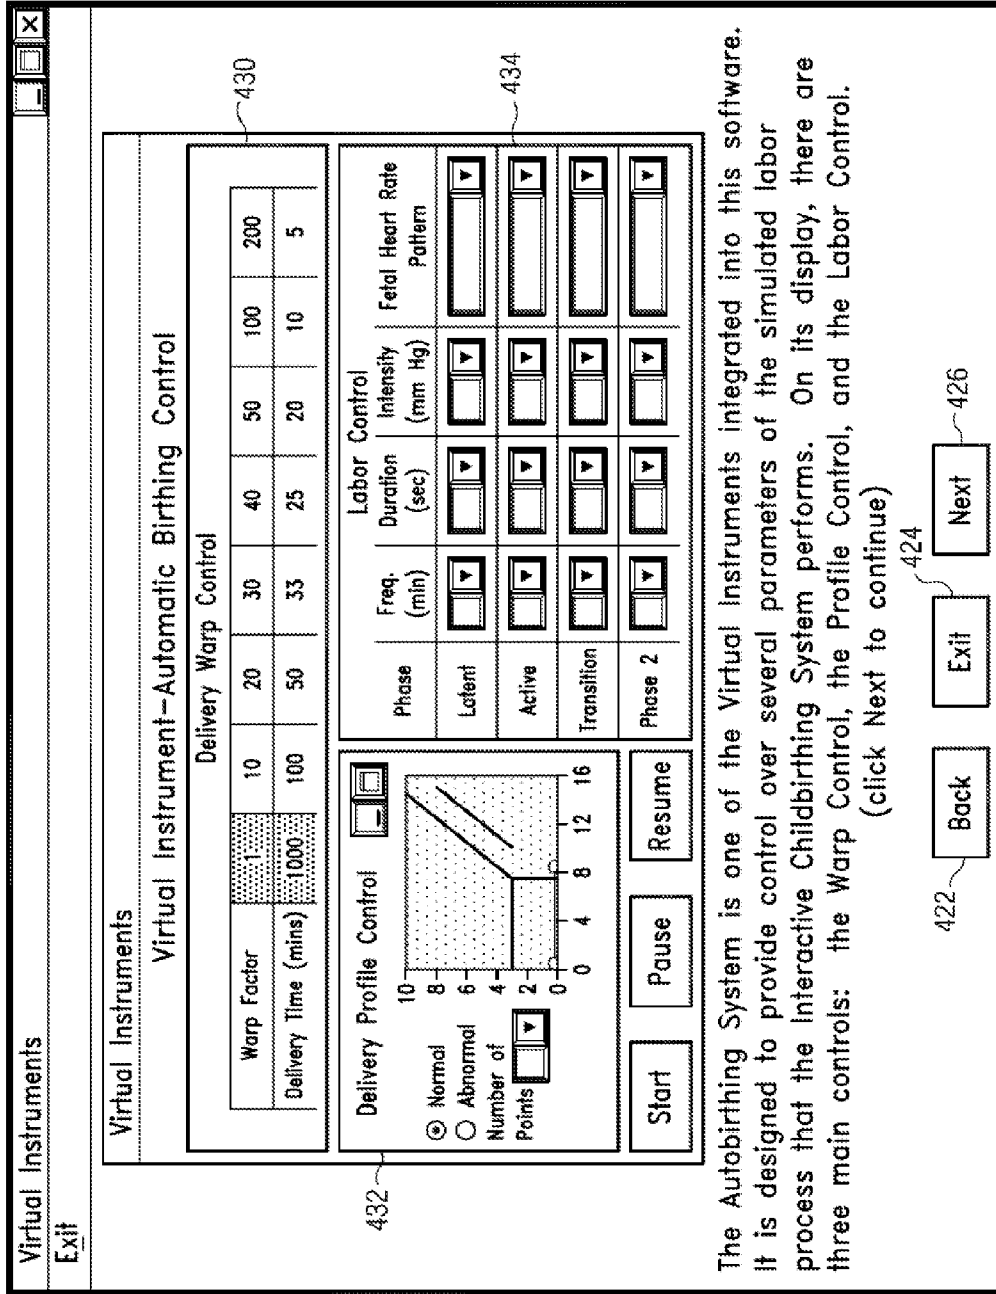 Virtual Instruments
Exit
Virtual Instruments
Virtual Instrument-Automatic Birthing Control
Delivery Warp Control
Warp Factor 1 10 20 30 40 50 100 200
Delivery Time (mins) 1000 100 50 33 25 20 10 5
430
432
Delivery Profile Control
Normal
Abnormal
Number of
Points
10
8
6
4
2
0
0 4 8 12 16
Start Pause Resume
Labor Control
Phase Freq. (min) Duration (sec) Intensity (mm Hg) Fetal Heart Rate Pattern
Latent
Active
Transition
Phase 2
434
The Autobirthing System is one of the Virtual Instruments integrated into this software.
It is designed to provide control over several parameters of the simulated labor
process that the Interactive Childbirthing System performs. On its display, there are
three main controls: the Warp Control, the Profile Control, and the Labor Control.
(click Next to continue)
422 Back
424 Exit
426 Next